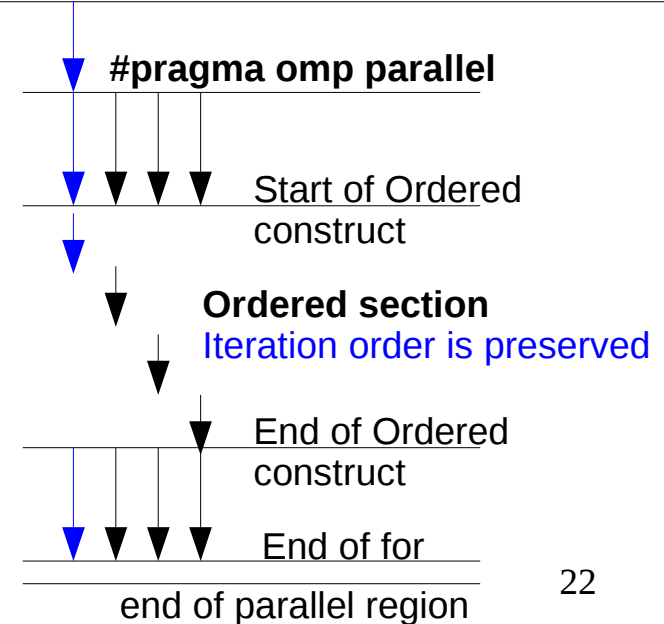 #pragma omp parallel
Start of Ordered
construct
Ordered section
Iteration order is preserved
End of Ordered
construct
End of for
22
end of parallel region